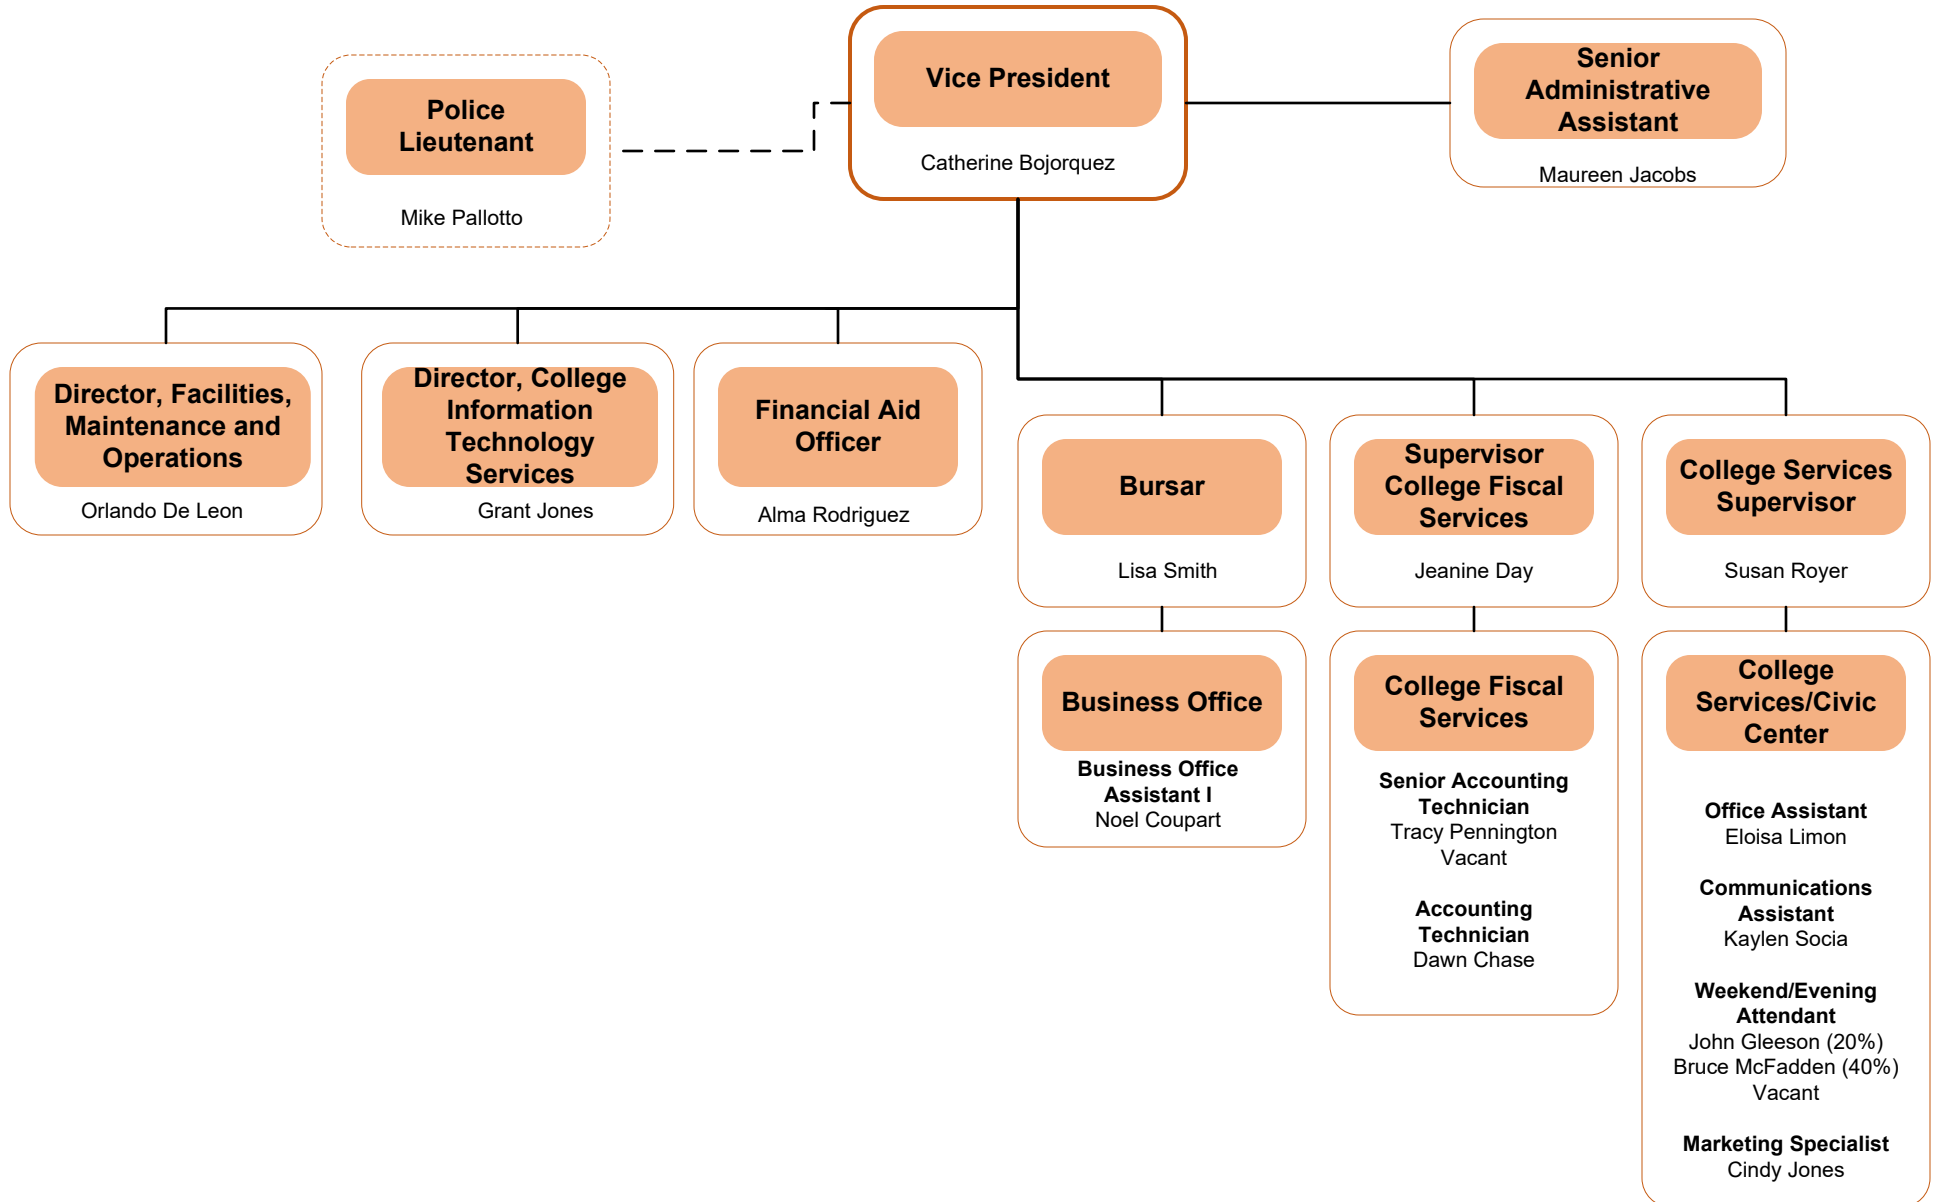 Vice President
Catherine Bojorquez
Police
Lieutenant
Mike Pallotto
Senior
Administrative
Assistant
Maureen Jacobs
Director, Facilities,
Maintenance and
Operations
Orlando De Leon
Director, College
Information
Technology
Services
Grant Jones
Financial Aid
Officer
Alma Rodriguez
Bursar
Lisa Smith
Supervisor
College Fiscal
Services
Jeanine Day
College Services
Supervisor
Susan Royer
Business Office
Business Office
Assistant I
Noel Coupart
College Fiscal
Services
Senior Accounting
Technician
Tracy Pennington
Vacant
Accounting
Technician
Dawn Chase
College
Services/Civic
Center
Office Assistant
Eloisa Limon
Communications
Assistant
Kaylen Socia
Weekend/Evening
Attendant
John Gleeson (20%)
Bruce McFadden (40%)
Vacant
Marketing Specialist
Cindy Jones